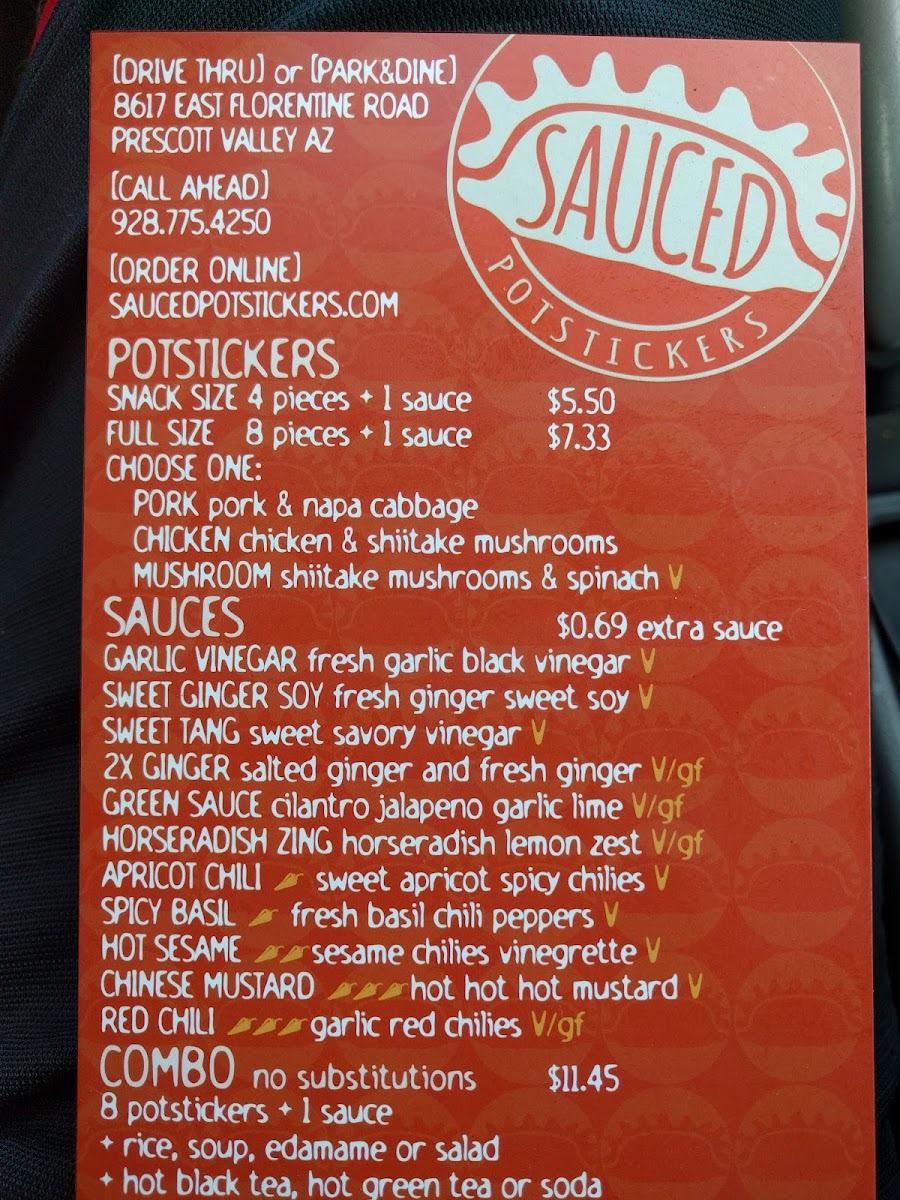 [DRIVE THRU] or [PARK&DINE]
8617 EAST FLORENTINE ROAD
PRESCOTT VALLEY AZ
[CALL AHEAD]
928.775.4250
[ORDER ONLINE]
SAUCEDPOTSTICKERS.COM
SAUCED
POTSTICKERS
POTSTICKERS
SNACK SIZE 4 pieces + 1 sauce $5.50
FULL SIZE 8 pieces + 1 sauce $7.33
CHOOSE ONE:
PORK pork & napa cabbage
CHICKEN chicken & shiitake mushrooms
MUSHROOM shiitake mushrooms & spinach V
SAUCES $0.69 extra sauce
GARLIC VINEGAR fresh garlic black vinegar V
SWEET GINGER SOY fresh ginger sweet soy V
SWEET TANG sweet savory vinegar V
2X GINGER salted ginger and fresh ginger V/gf
GREEN SAUCE cilantro jalapeno garlic lime V/gf
HORSERADISH ZING horseradish lemon zest V/gf
APRICOT CHILI sweet apricot spicy chilies V
SPICY BASIL fresh basil chili peppers V
HOT SESAME sesame chilies vinegrette V
CHINESE MUSTARD hot hot hot mustard V
RED CHILI garlic red chilies V/gf
COMBO no substitutions $11.45
8 potstickers + 1 sauce
+ rice, soup, edamame or salad
+ hot black tea, hot green tea or soda